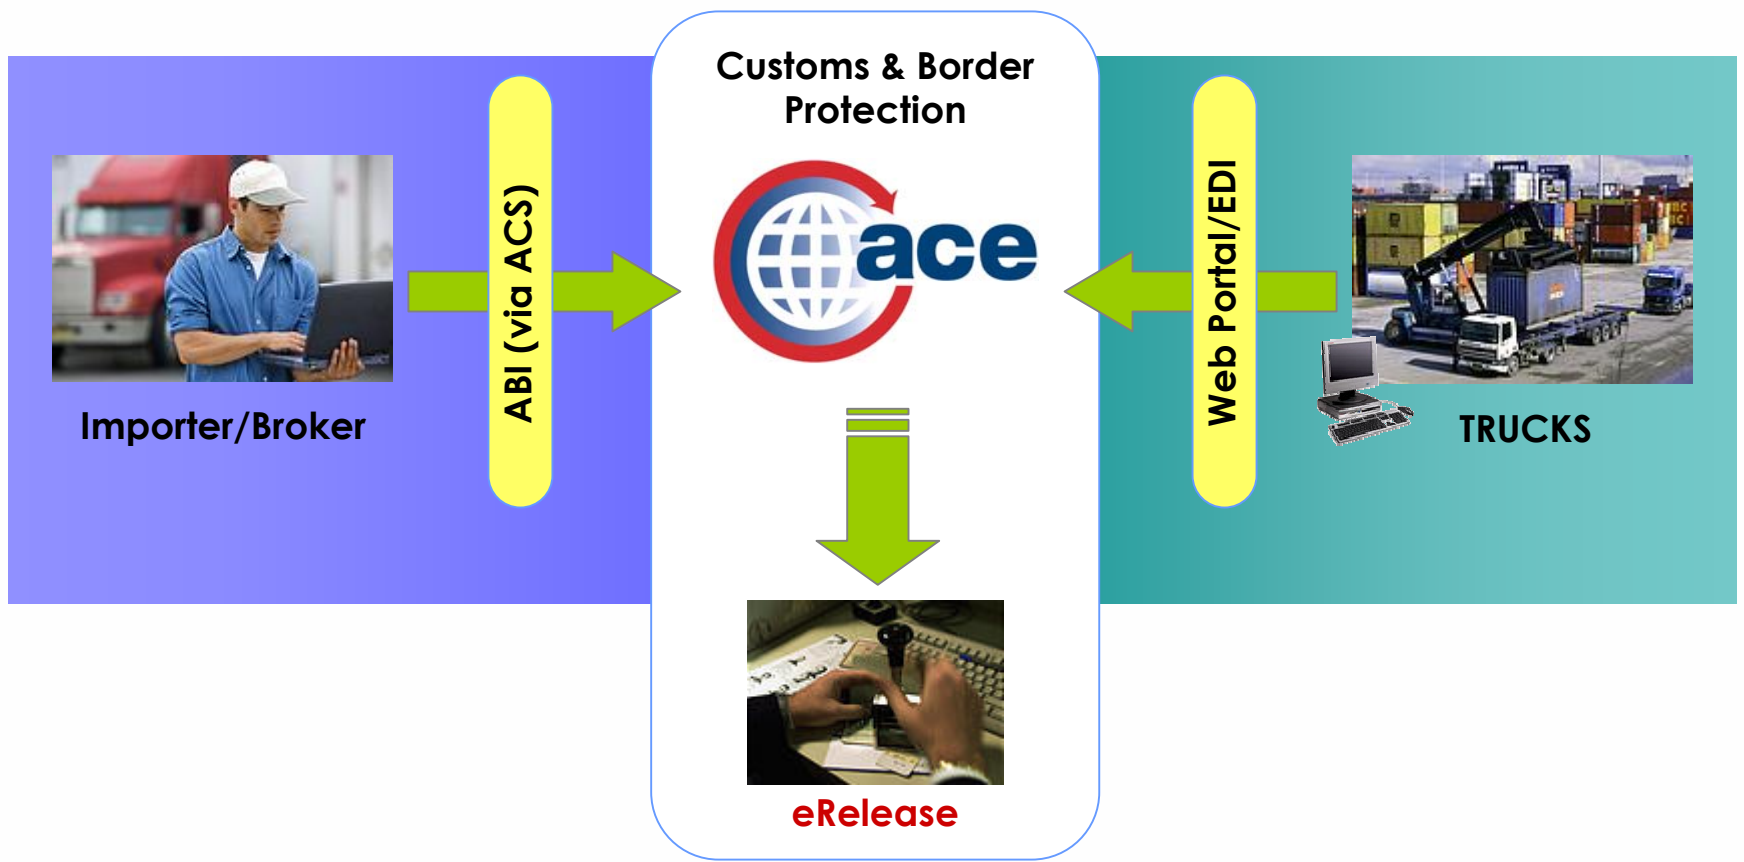 Customs & Border
Protection
ace
ABI (via ACS)
Web Portal/EDI
Importer/Broker
TRUCKS
eRelease